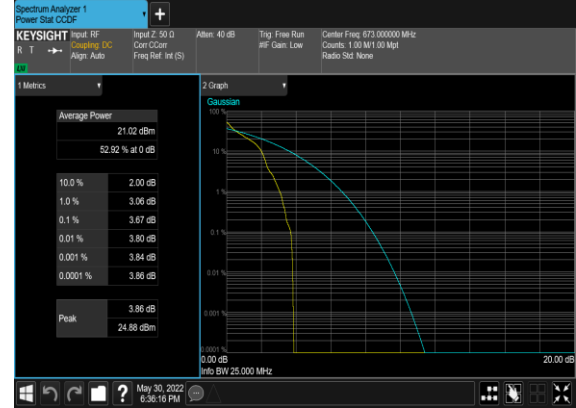 Spectrum Analyzer 1
Power Stat CCDF
KEYSIGHT
R T
Input: RF
Coupling: DC
Align: Auto
Input Z: 50 Ω
Corr CCorr
Freq Ref: Int (S)
Atten: 40 dB
Trig: Free Run
#IF Gain: Low
Center Freq: 673.000000 MHz
Counts: 1.00 M/1.00 Mpt
Radio Std: None
1 Metrics
Average Power
21.02 dBm
52.92 % at 0 dB
10.0 % 2.00 dB
1.0 % 3.06 dB
0.1 % 3.67 dB
0.01 % 3.80 dB
0.001 % 3.84 dB
0.0001 % 3.86 dB
Peak
3.86 dB
24.88 dBm
2 Graph
Gaussian
100 %
10 %
1 %
0.1 %
0.01 %
0.001 %
0.0001 %
0.00 dB
20.00 dB
Info BW 25.000 MHz
?
May 30, 2022
6:36:16 PM